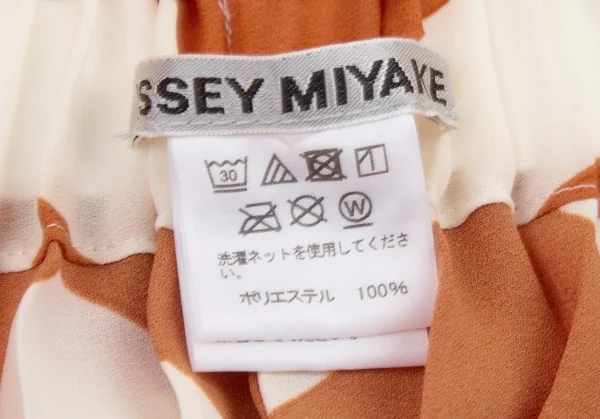 ISSEY MIYAKE
30
W
洗濯ネットを使用してくださ
い。
ポリエステル 100%